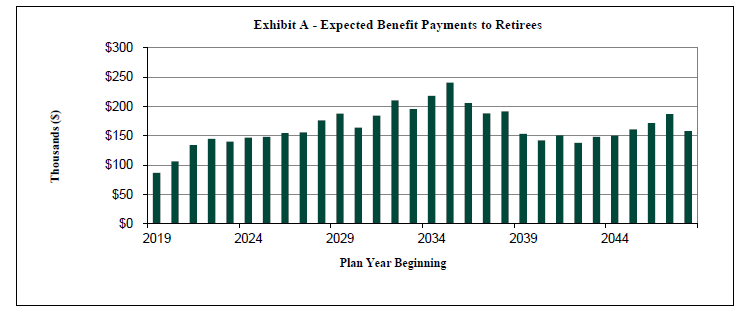 Exhibit A - Expected Benefit Payments to Retirees
$300
$250
$200
$150
$100
$50
$0
Thousands ($)
2019 2024 2029 2034 2039 2044
Plan Year Beginning